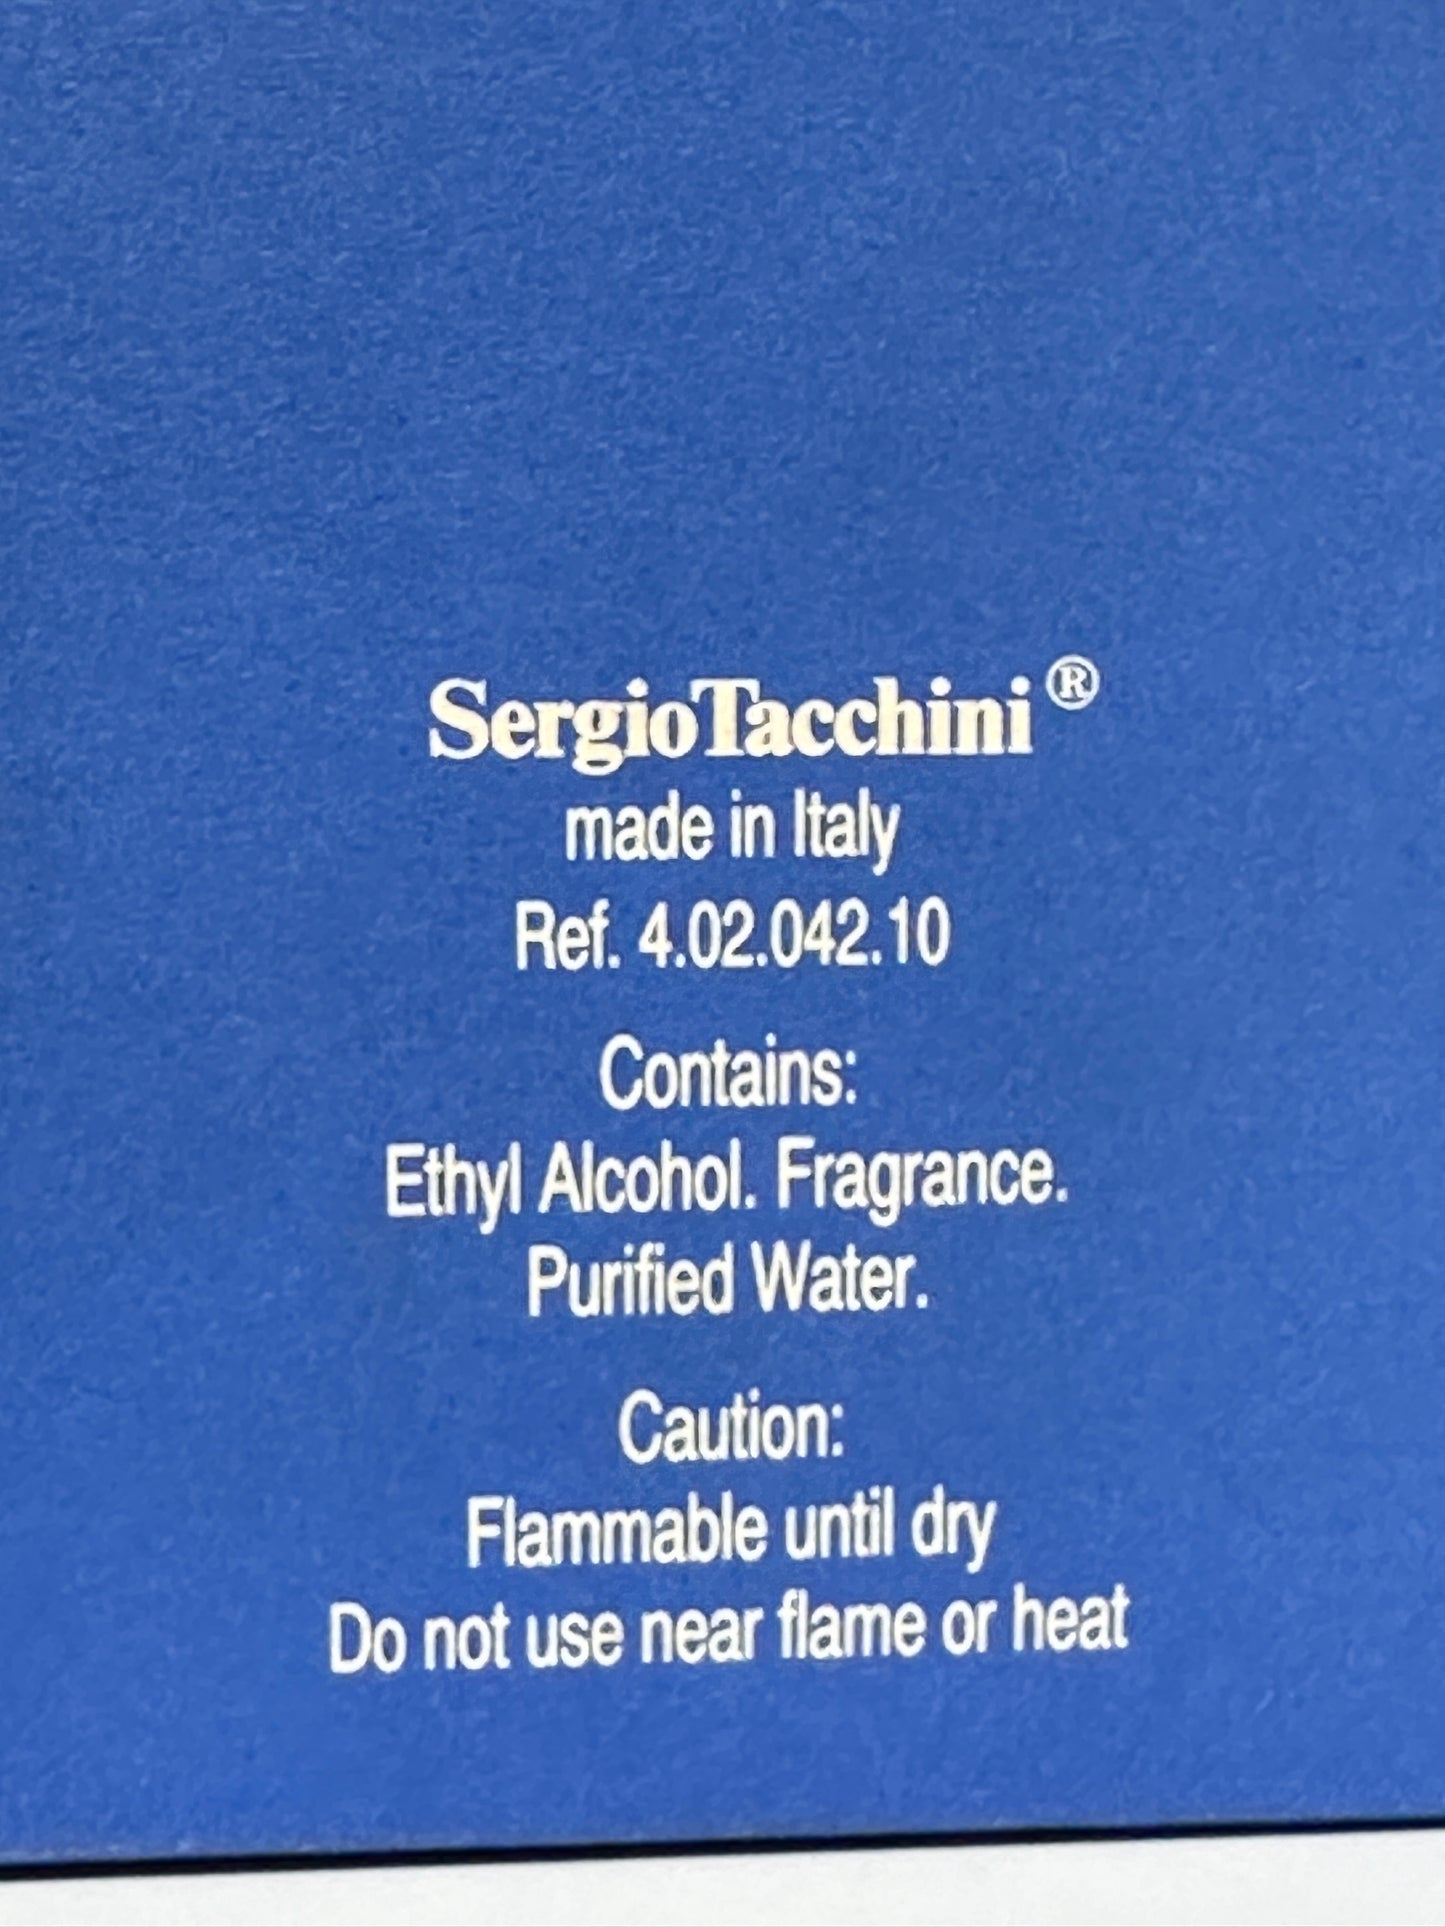 SergioTacchini®
made in Italy
Ref. 4.02.042.10
Contains:
Ethyl Alcohol. Fragrance.
Purified Water.
Caution:
Flammable until dry
Do not use near flame or heat